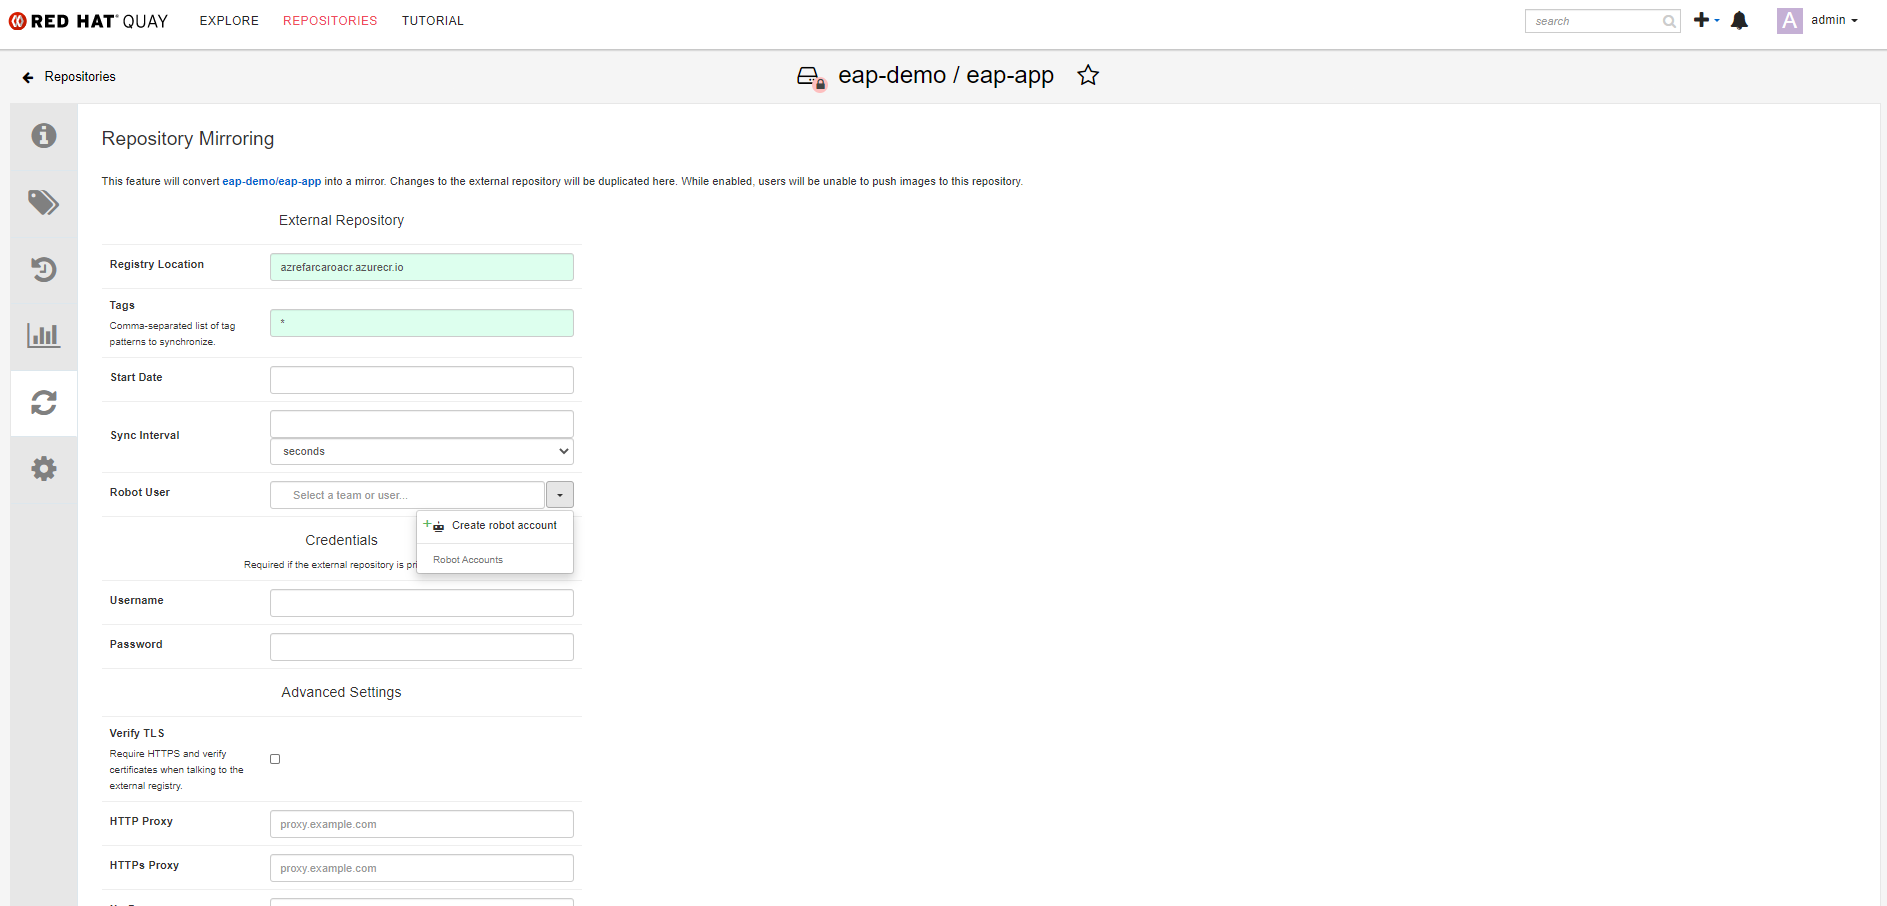 RED HAT® QUAY EXPLORE REPOSITORIES TUTORIAL search A admin
Repositories eap-demo / eap-app
Repository Mirroring
This feature will convert eap-demo/eap-app into a mirror. Changes to the external repository will be duplicated here. While enabled, users will be unable to push images to this repository.
External Repository
Registry Location azrefarcaroacr.azurecr.io
Tags
Comma-separated list of tag
patterns to synchronize.
*
Start Date
Sync Interval
seconds
Robot User Select a team or user...
Create robot account
Robot Accounts
Credentials
Required if the external repository is
Username
Password
Advanced Settings
Verify TLS
Require HTTPS and verify
certificates when talking to the
external registry.
HTTP Proxy proxy.example.com
HTTPs Proxy proxy.example.com